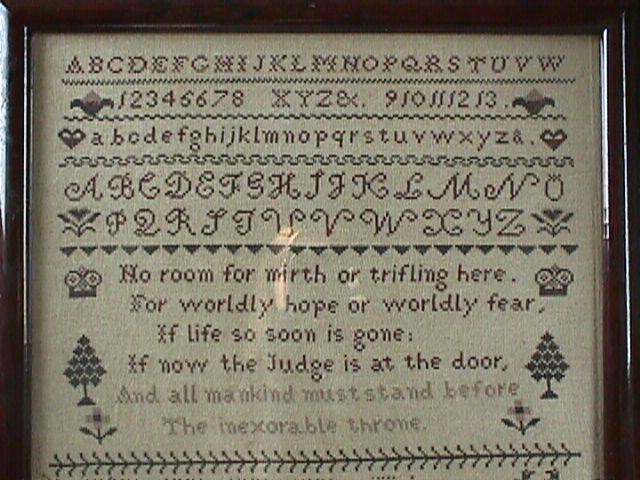 ABCDEFGHIJKLMNOPQRSTUVW
12346678 XYZ&. 910111213.
abcdefghijklmnopqrstuvwxyz&.
ABCDEFGHIJKLMNO
PQRSTUVWXYZ
No room for mirth or trifling here.
For worldly hope or worldly fear,
If life so soon is gone:
If now the Judge is at the door,
And all mankind must stand before
The inexorable throne.